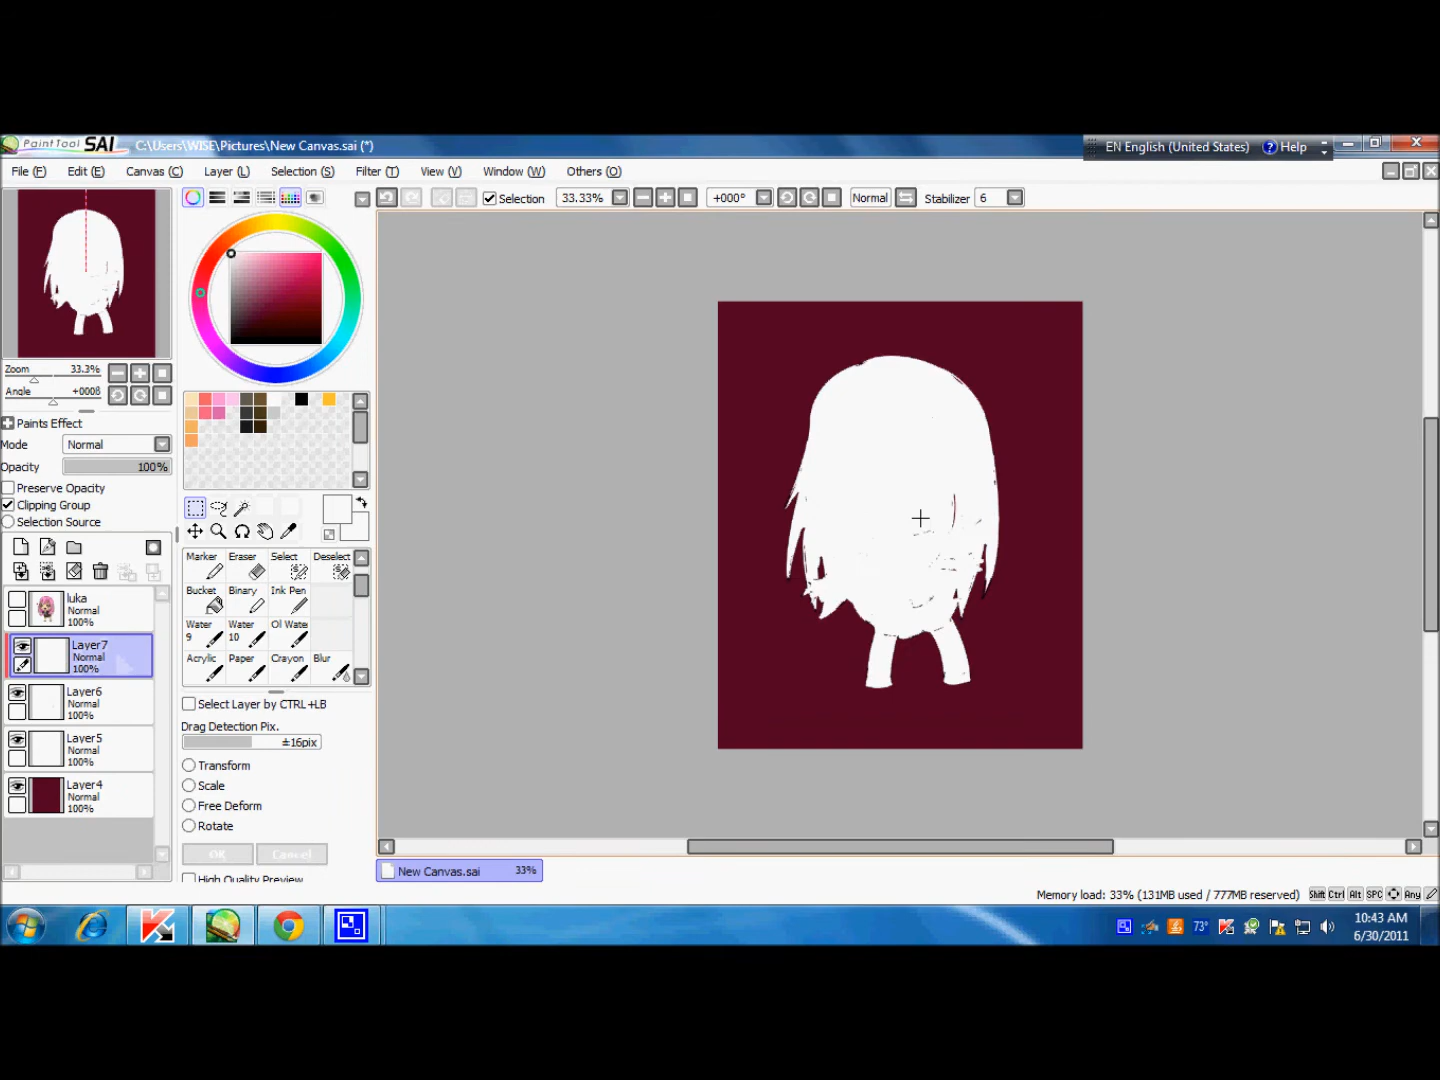 PaintTool SAI C:\Users\WISE\Pictures\New Canvas.sai (*)
EN English (United States) Help
File (F) Edit (E) Canvas (C) Layer (L) Selection (S) Filter (T) View (V) Window (W) Others (O)
Selection 33.33% +000° Normal Stabilizer 6
Zoom 33.3%
Angle +000ß
Paints Effect
Mode Normal
Opacity 100%
Preserve Opacity
Clipping Group
Selection Source
luka
Normal
100%
Layer7
Normal
100%
Layer6
Normal
100%
Layer5
Normal
100%
Layer4
Normal
100%
Marker Eraser Select Deselect
Bucket Binary Ink Pen
Water 9 Water 10 Ol Water
Acrylic Paper Crayon Blur
Select Layer by CTRL+LB
Drag Detection Pix.
±16pix
Transform
Scale
Free Deform
Rotate
OK Cancel
High Quality Preview
New Canvas.sai 33%
Memory load: 33% (131MB used / 777MB reserved) Shift Ctrl Alt SPC Any
73°
10:43 AM
6/30/2011